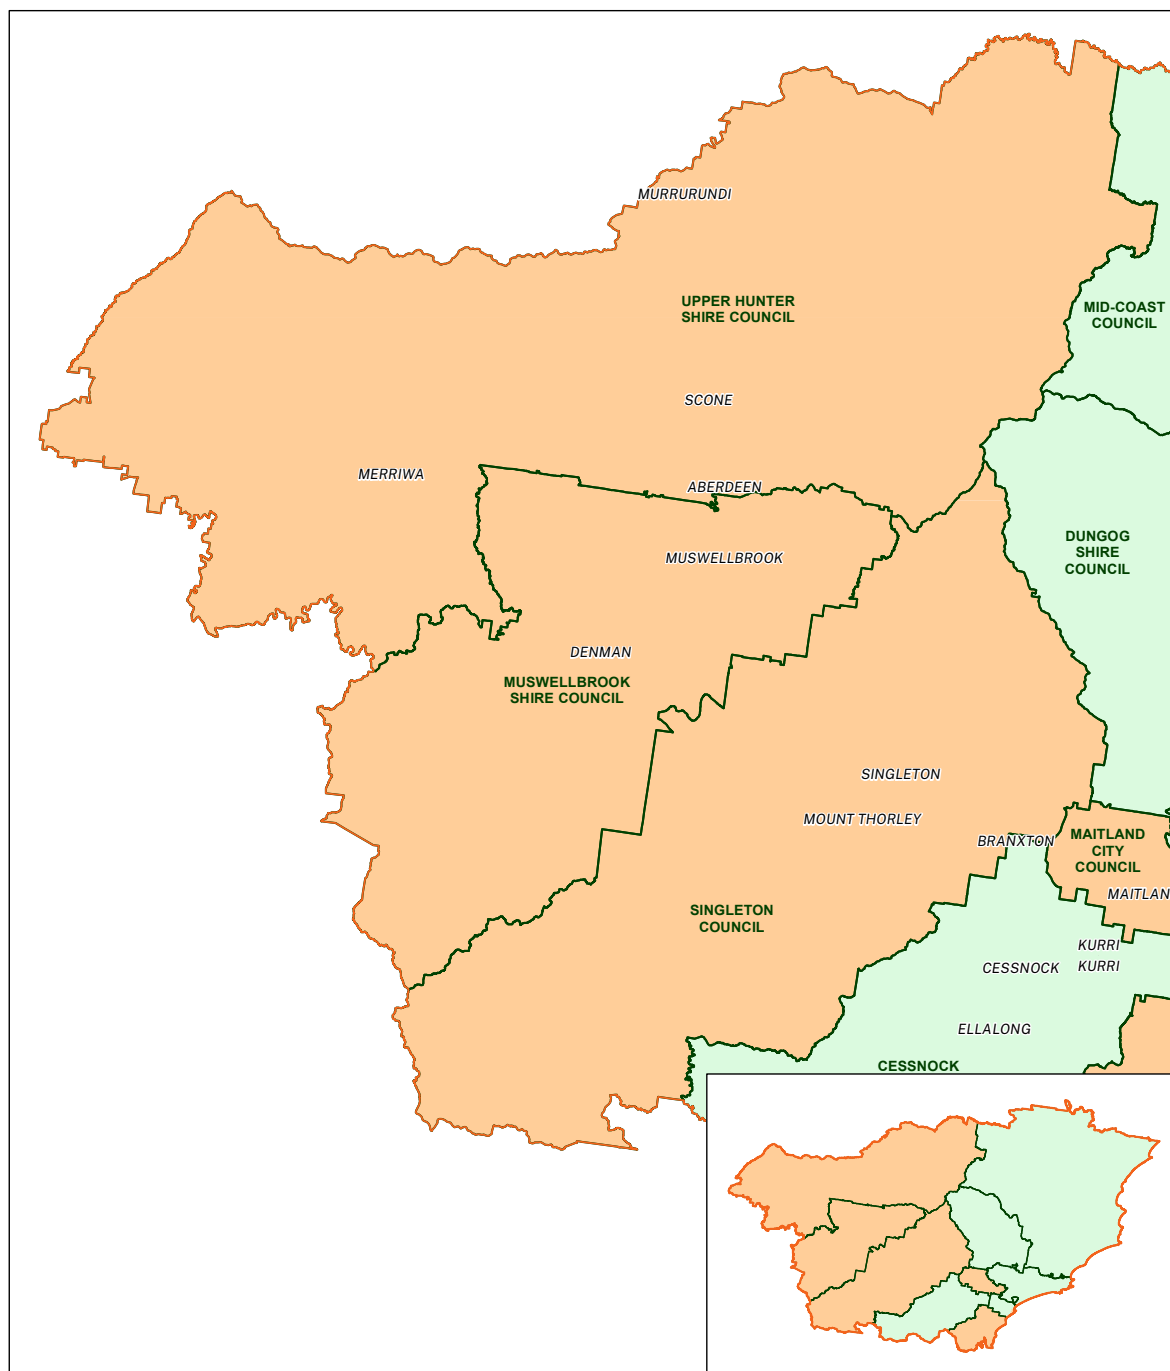 MURRURUNDI
UPPER HUNTER
SHIRE COUNCIL
MID-COAST
COUNCIL
SCONE
MERRIWA
ABERDEEN
DUNGOG
SHIRE
COUNCIL
MUSWELLBROOK
DENMAN
MUSWELLBROOK
SHIRE COUNCIL
SINGLETON
MOUNT THORLEY
BRANXTON
MAITLAND
CITY
COUNCIL
MAITLAN
SINGLETON
COUNCIL
KURRI
KURRI
CESSNOCK
ELLALONG
CESSNOCK